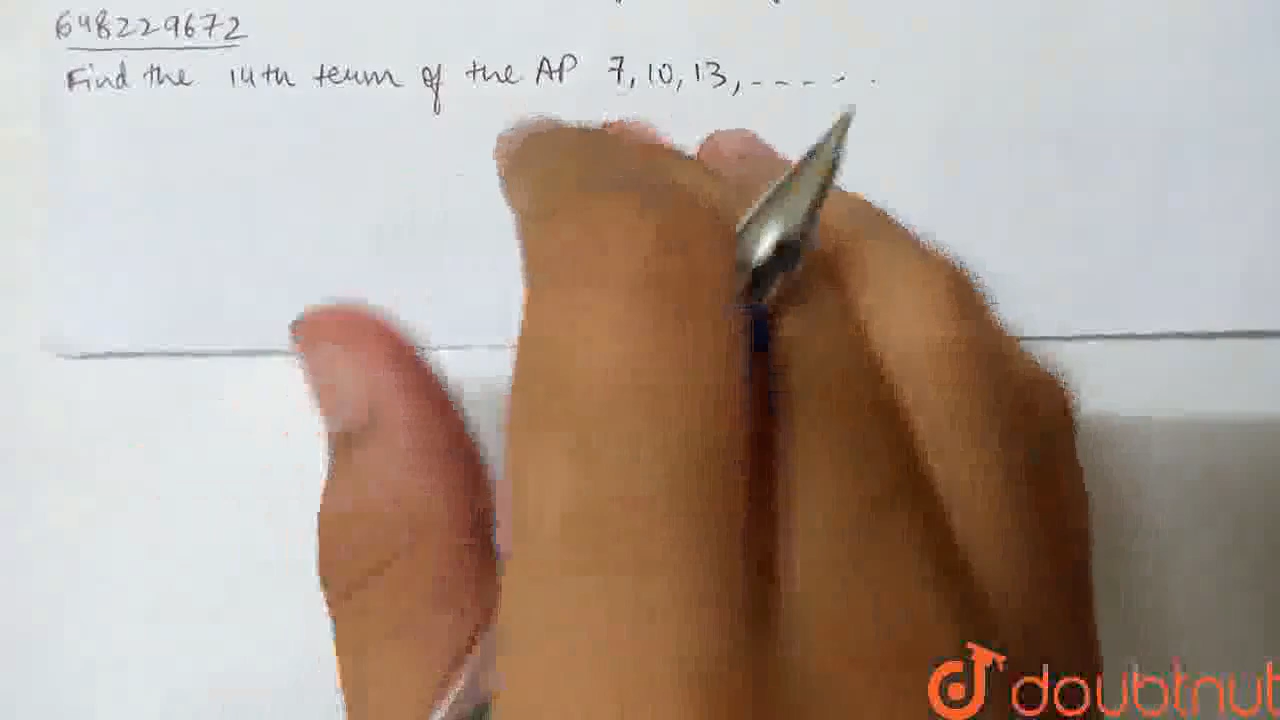 648229672
Find the 14th term of the AP 7, 10, 13, - - - - .
doubtnut